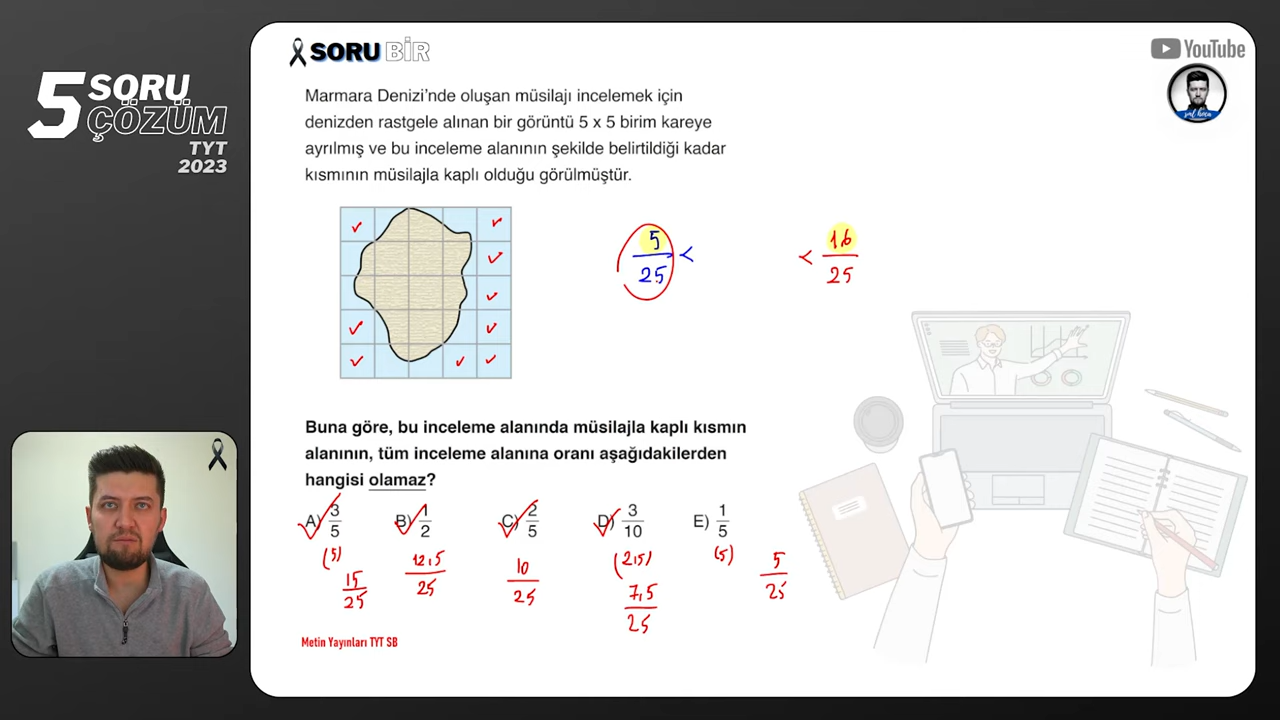 5 SORU
ÇÖZÜM
TYT
2023
SORU BİR
YouTube
Marmara Denizi'nde oluşan müsilajı incelemek için
denizden rastgele alınan bir görüntü 5 x 5 birim kareye
ayrılmış ve bu inceleme alanının şekilde belirtildiği kadar
kısmının müsilajla kaplı olduğu görülmüştür.
5/25 <
< 16/25
Buna göre, bu inceleme alanında müsilajla kaplı kısmın
alanının, tüm inceleme alanına oranı aşağıdakilerden
hangisi olamaz?
A) 3/5 B) 1/2 C) 2/5 D) 3/10 E) 1/5
(5) (2,5) (5)
15/25 12,5/25 10/25 7,5/25 5/25
Metin Yayınları TYT SB